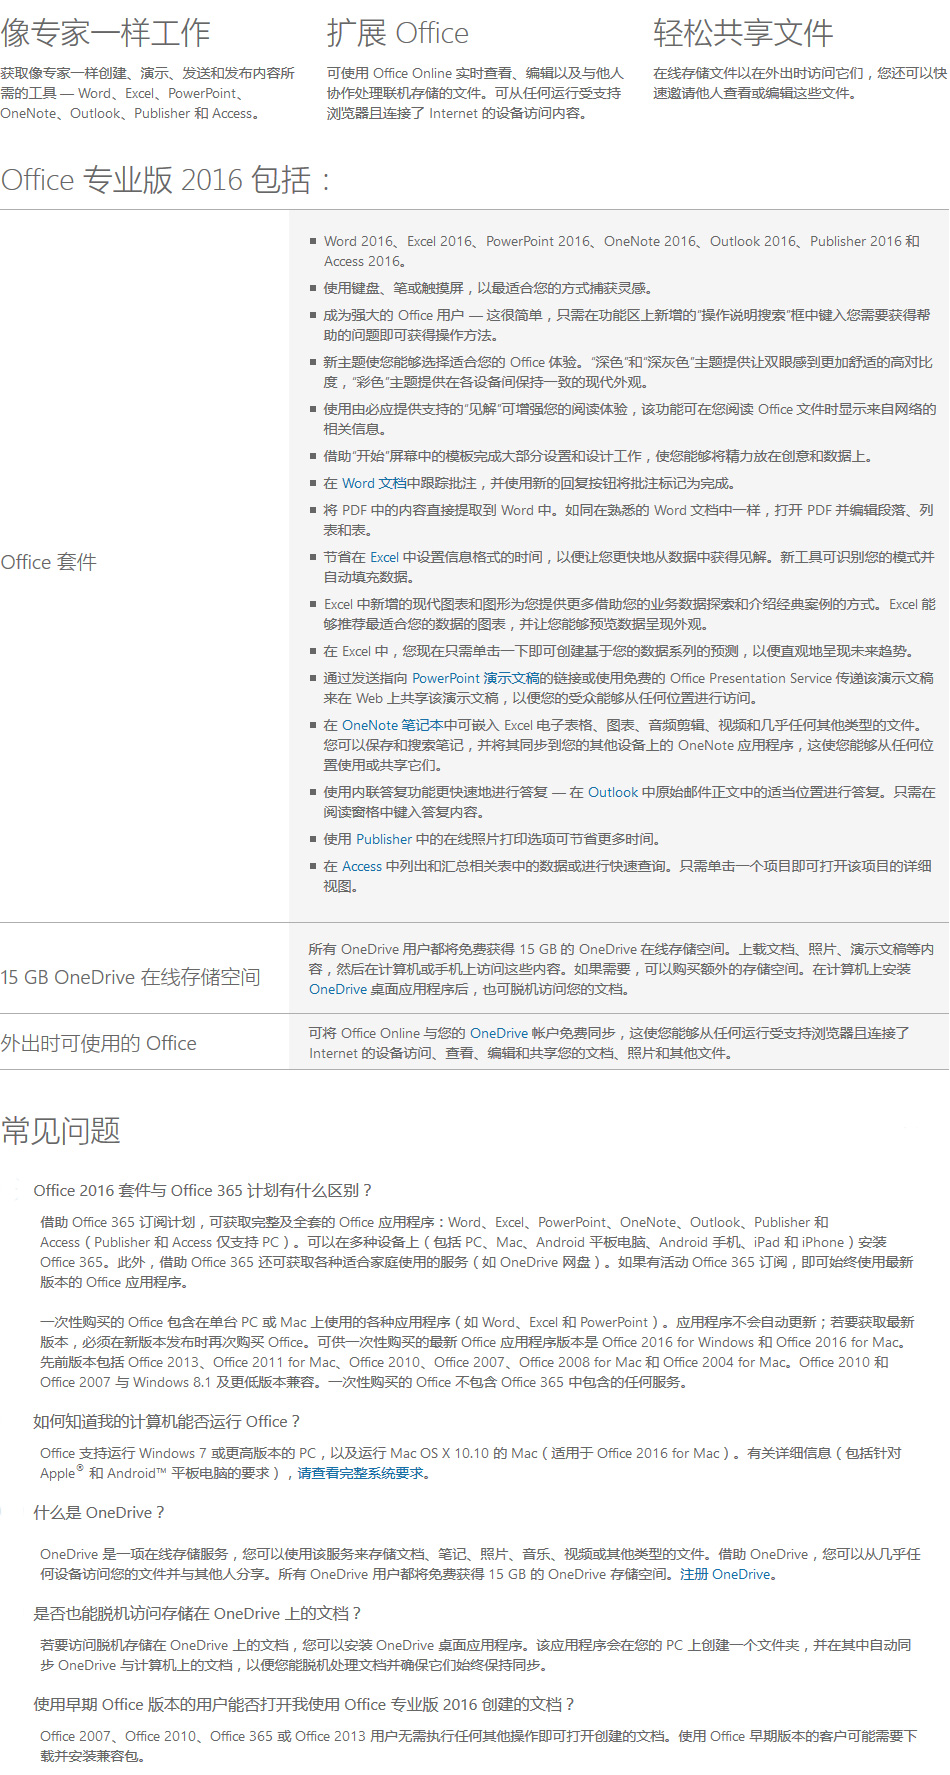 像专家一样工作
获取像专家一样创建、演示、发送和发布内容所
需的工具 — Word、Excel、PowerPoint、
OneNote、Outlook、Publisher 和 Access。
扩展 Office
可使用 Office Online 实时查看、编辑以及与他人
协作处理联机存储的文件。可从任何运行受支持
浏览器且连接了 Internet 的设备访问内容。
轻松共享文件
在线存储文件以在外出时访问它们，您还可以快
速邀请他人查看或编辑这些文件。
Office 专业版 2016 包括：
Office 套件
■ Word 2016、Excel 2016、PowerPoint 2016、OneNote 2016、Outlook 2016、Publisher 2016 和
Access 2016。
■ 使用键盘、笔或触摸屏，以最适合您的方式捕获灵感。
■ 成为强大的 Office 用户 — 这很简单，只需在功能区上新增的“操作说明搜索”框中键入您需要获得帮
助的问题即可获得操作方法。
■ 新主题使您能够选择适合您的 Office 体验。“深色”和“深灰色”主题提供让双眼感到更加舒适的高对比
度，“彩色”主题提供在各设备间保持一致的现代外观。
■ 使用由必应提供支持的“见解”可增强您的阅读体验，该功能可在您阅读 Office 文件时显示来自网络的
相关信息。
■ 借助“开始”屏幕中的模板完成大部分设置和设计工作，使您能够将精力放在创意和数据上。
■ 在 Word 文档中跟踪批注，并使用新的回复按钮将批注标记为完成。
■ 将 PDF 中的内容直接提取到 Word 中。如同在熟悉的 Word 文档中一样，打开 PDF 并编辑段落、列
表和表。
■ 节省在 Excel 中设置信息格式的时间，以便让您更快地从数据中获得见解。新工具可识别您的模式并
自动填充数据。
■ Excel 中新增的现代图表和图形为您提供更多借助您的业务数据探索和介绍经典案例的方式。Excel 能
够推荐最适合您的数据的图表，并让您能够预览数据呈现外观。
■ 在 Excel 中，您现在只需单击一下即可创建基于您的数据系列的预测，以便直观地呈现未来趋势。
■ 通过发送指向 PowerPoint 演示文稿的链接或使用免费的 Office Presentation Service 传递该演示文稿
来在 Web 上共享该演示文稿，以便您的受众能够从任何位置进行访问。
■ 在 OneNote 笔记本中可嵌入 Excel 电子表格、图表、音频剪辑、视频和几乎任何其他类型的文件。
您可以保存和搜索笔记，并将其同步到您的其他设备上的 OneNote 应用程序，这使您能够从任何位
置使用或共享它们。
■ 使用内联答复功能更快速地进行答复 — 在 Outlook 中原始邮件正文中的适当位置进行答复。只需在
阅读窗格中键入答复内容。
■ 使用 Publisher 中的在线照片打印选项可节省更多时间。
■ 在 Access 中列出和汇总相关表中的数据或进行快速查询。只需单击一个项目即可打开该项目的详细
视图。
15 GB OneDrive 在线存储空间
所有 OneDrive 用户都将免费获得 15 GB 的 OneDrive 在线存储空间。上载文档、照片、演示文稿等内
容，然后在计算机或手机上访问这些内容。如果需要，可以购买额外的存储空间。在计算机上安装
OneDrive 桌面应用程序后，也可脱机访问您的文档。
外出时可使用的 Office
可将 Office Online 与您的 OneDrive 帐户免费同步，这使您能够从任何运行受支持浏览器且连接了
Internet 的设备访问、查看、编辑和共享您的文档、照片和其他文件。
常见问题
Office 2016 套件与 Office 365 计划有什么区别？
借助 Office 365 订阅计划，可获取完整及全套的 Office 应用程序：Word、Excel、PowerPoint、OneNote、Outlook、Publisher 和
Access（Publisher 和 Access 仅支持 PC）。可以在多种设备上（包括 PC、Mac、Android 平板电脑、Android 手机、iPad 和 iPhone）安装
Office 365。此外，借助 Office 365 还可获取各种适合家庭使用的服务（如 OneDrive 网盘）。如果有活动 Office 365 订阅，即可始终使用最新
版本的 Office 应用程序。
一次性购买的 Office 包含在单台 PC 或 Mac 上使用的各种应用程序（如 Word、Excel 和 PowerPoint）。应用程序不会自动更新；若要获取最新
版本，必须在新版本发布时再次购买 Office。可供一次性购买的最新 Office 应用程序版本是 Office 2016 for Windows 和 Office 2016 for Mac。
先前版本包括 Office 2013、Office 2011 for Mac、Office 2010、Office 2007、Office 2008 for Mac 和 Office 2004 for Mac。Office 2010 和
Office 2007 与 Windows 8.1 及更低版本兼容。一次性购买的 Office 不包含 Office 365 中包含的任何服务。
如何知道我的计算机能否运行 Office？
Office 支持运行 Windows 7 或更高版本的 PC，以及运行 Mac OS X 10.10 的 Mac（适用于 Office 2016 for Mac）。有关详细信息（包括针对
Apple® 和 Android™ 平板电脑的要求），请查看完整系统要求。
什么是 OneDrive？
OneDrive 是一项在线存储服务，您可以使用该服务来存储文档、笔记、照片、音乐、视频或其他类型的文件。借助 OneDrive，您可以从几乎任
何设备访问您的文件并与其他人分享。所有 OneDrive 用户都将免费获得 15 GB 的 OneDrive 存储空间。注册 OneDrive。
是否也能脱机访问存储在 OneDrive 上的文档？
若要访问脱机存储在 OneDrive 上的文档，您可以安装 OneDrive 桌面应用程序。该应用程序会在您的 PC 上创建一个文件夹，并在其中自动同
步 OneDrive 与计算机上的文档，以便您能脱机处理文档并确保它们始终保持同步。
使用早期 Office 版本的用户能否打开我使用 Office 专业版 2016 创建的文档？
Office 2007、Office 2010、Office 365 或 Office 2013 用户无需执行任何其他操作即可打开创建的文档。使用 Office 早期版本的客户可能需要下
载并安装兼容包。